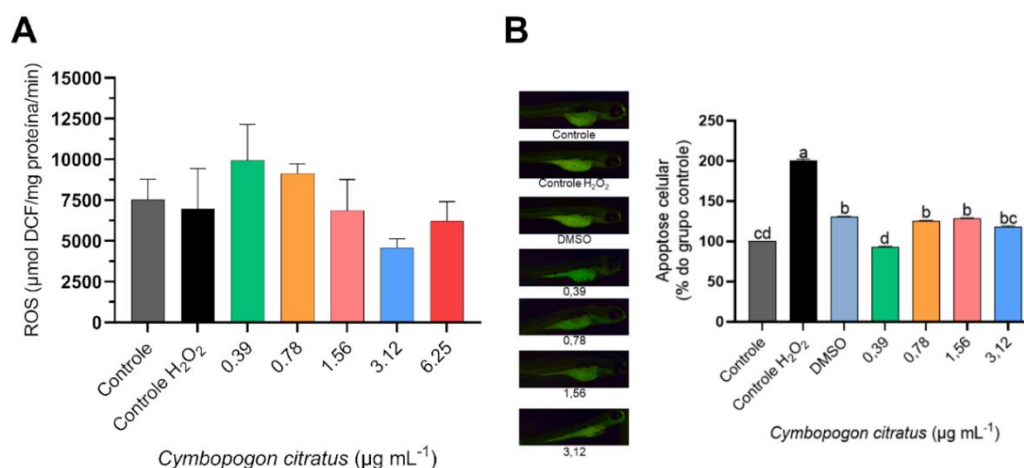 A
ROS (µmol DCF/mg proteína/min)
15000
12500
10000
7500
5000
2500
0
Controle
Controle H₂O₂
0.39
0.78
1.56
3.12
6.25
Cymbopogon citratus (µg mL⁻¹)
B
Controle
Controle H₂O₂
DMSO
0,39
0,78
1,56
3,12
Apoptose celular
(% do grupo controle)
250
200
150
100
50
0
cd
a
b
d
b
b
bc
Controle
Controle H₂O₂
DMSO
0,39
0,78
1,56
3,12
Cymbopogon citratus (µg mL⁻¹)